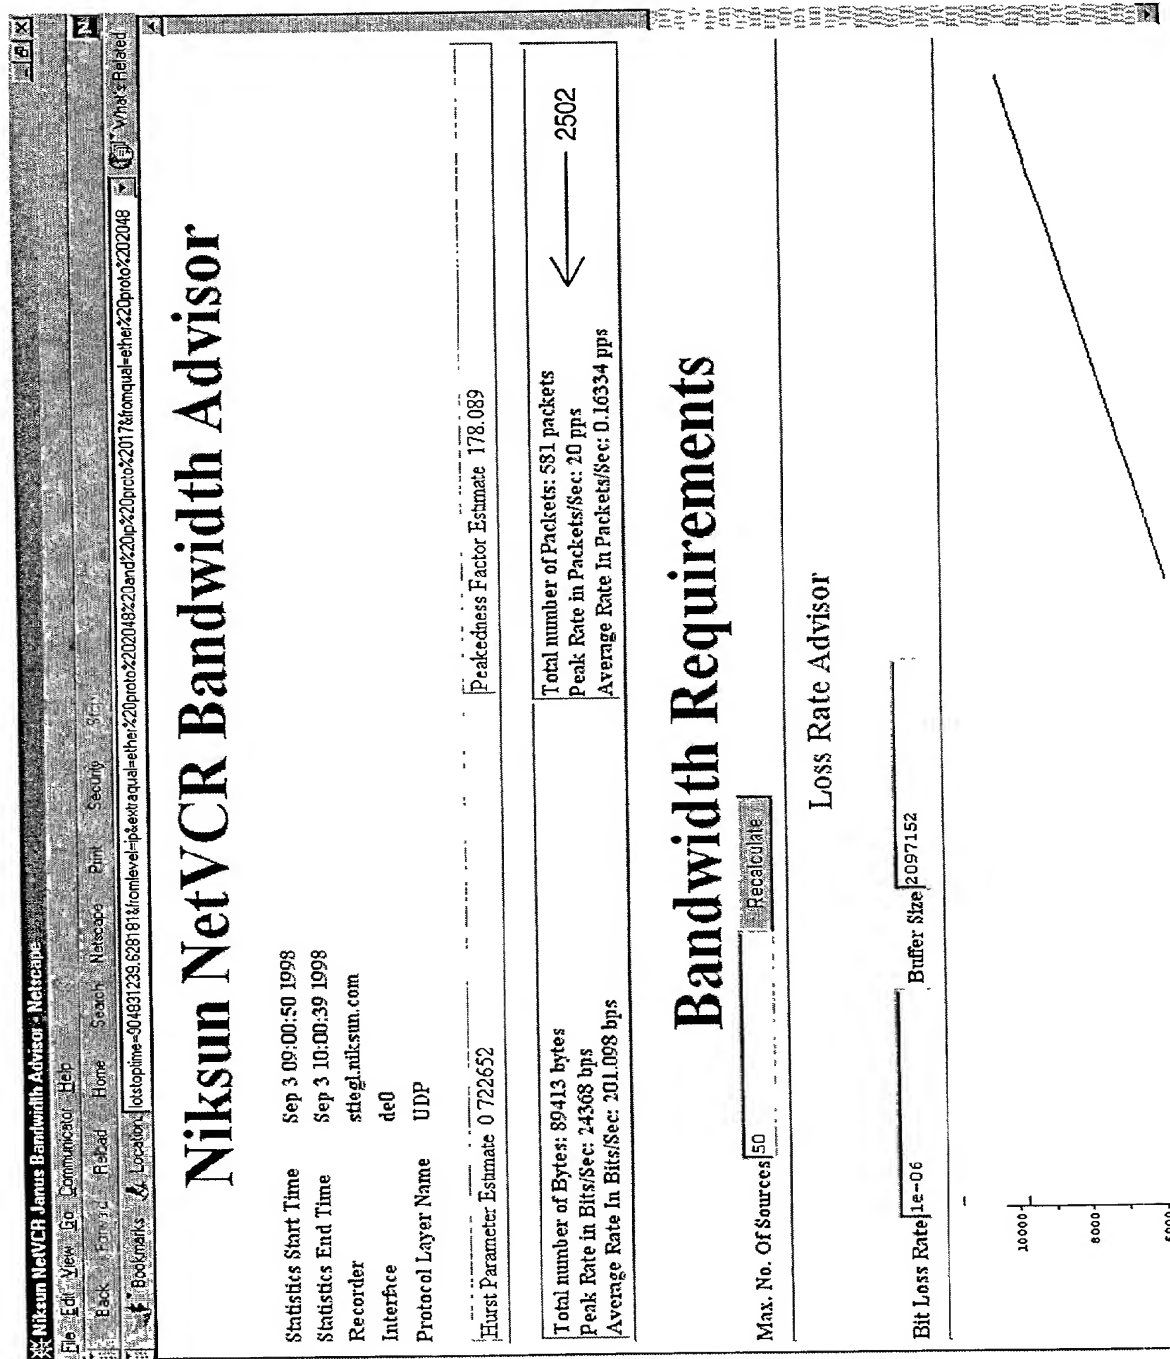 Niksun NetVCR Janus Bandwidth Advisor - Netscape
File Edit View Go Communicator Help
Back Forward Reload Home Search Netscape Print Security Stop
Bookmarks Location: lotstoptime=904831239.628181&fromlevel=ip&extraqual=ether%20proto%202048%20and%20ip%20proto%2017&fromqual=ether%20proto%202048 What's Related
Niksun NetVCR Bandwidth Advisor
Statistics Start Time Sep 3 09:00:50 1998
Statistics End Time Sep 3 10:00:39 1998
Recorder stiegl.niksun.com
Interface de0
Protocol Layer Name UDP
Hurst Parameter Estimate 0 722652 Peakedness Factor Estimate 178.089
Total number of Bytes: 89413 bytes Total number of Packets: 581 packets
Peak Rate in Bits/Sec: 24368 bps Peak Rate in Packets/Sec: 20 pps
Average Rate In Bits/Sec: 201.098 bps Average Rate In Packets/Sec: 0.16334 pps
2502
Bandwidth Requirements
Max. No. Of Sources 50 Recalculate
Loss Rate Advisor
Bit Loss Rate 1e-06 Buffer Size 2097152
10000
8000
6000